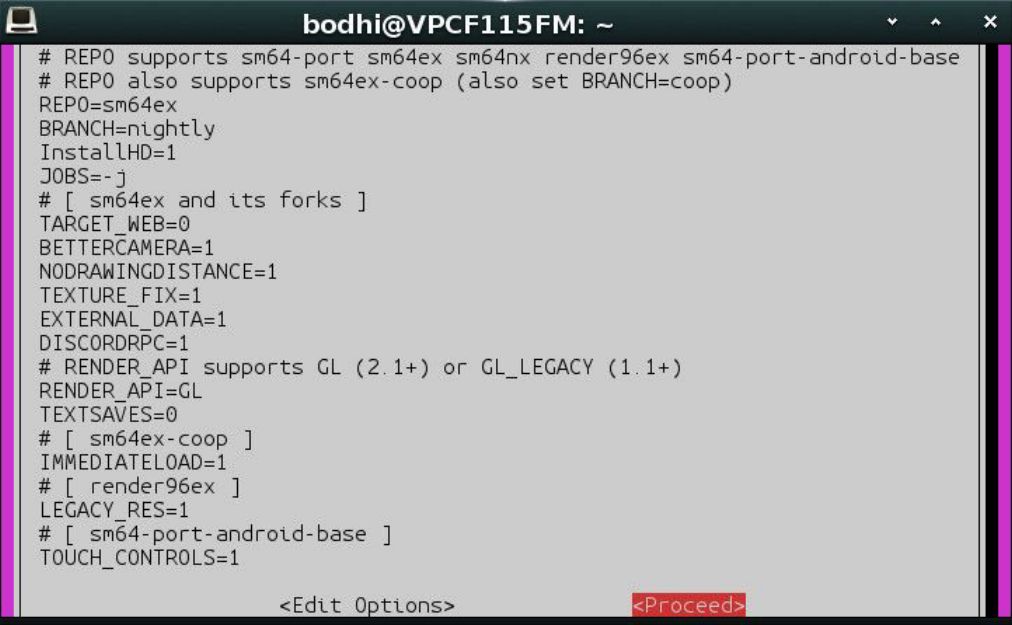 bodhi@VPCF115FM: ~
# REPO supports sm64-port sm64ex sm64nx render96ex sm64-port-android-base
# REPO also supports sm64ex-coop (also set BRANCH=coop)
REPO=sm64ex
BRANCH=nightly
InstallHD=1
JOBS=-j
# [ sm64ex and its forks ]
TARGET_WEB=0
BETTERCAMERA=1
NODRAWINGDISTANCE=1
TEXTURE_FIX=1
EXTERNAL_DATA=1
DISCORDRPC=1
# RENDER_API supports GL (2.1+) or GL_LEGACY (1.1+)
RENDER_API=GL
TEXTSAVES=0
# [ sm64ex-coop ]
IMMEDIATELOAD=1
# [ render96ex ]
LEGACY_RES=1
# [ sm64-port-android-base ]
TOUCH_CONTROLS=1
<Edit Options> <Proceed>